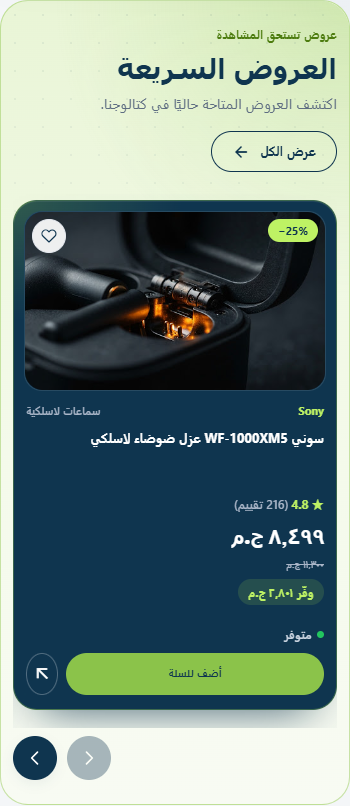 عروض تستحق المشاهدة
العروض السريعة
اكتشف العروض المتاحة حاليًا في كتالوجنا.
عرض الكل
−25%
Sony
سماعات لاسلكية
سوني WF-1000XM5 عزل ضوضاء لاسلكي
★ 4.8 (216 تقييم)
٨,٤٩٩ ج.م
١١,٣٠٠ ج.م
وفّر ٢,٨٠١ ج.م
متوفر
أضف للسلة